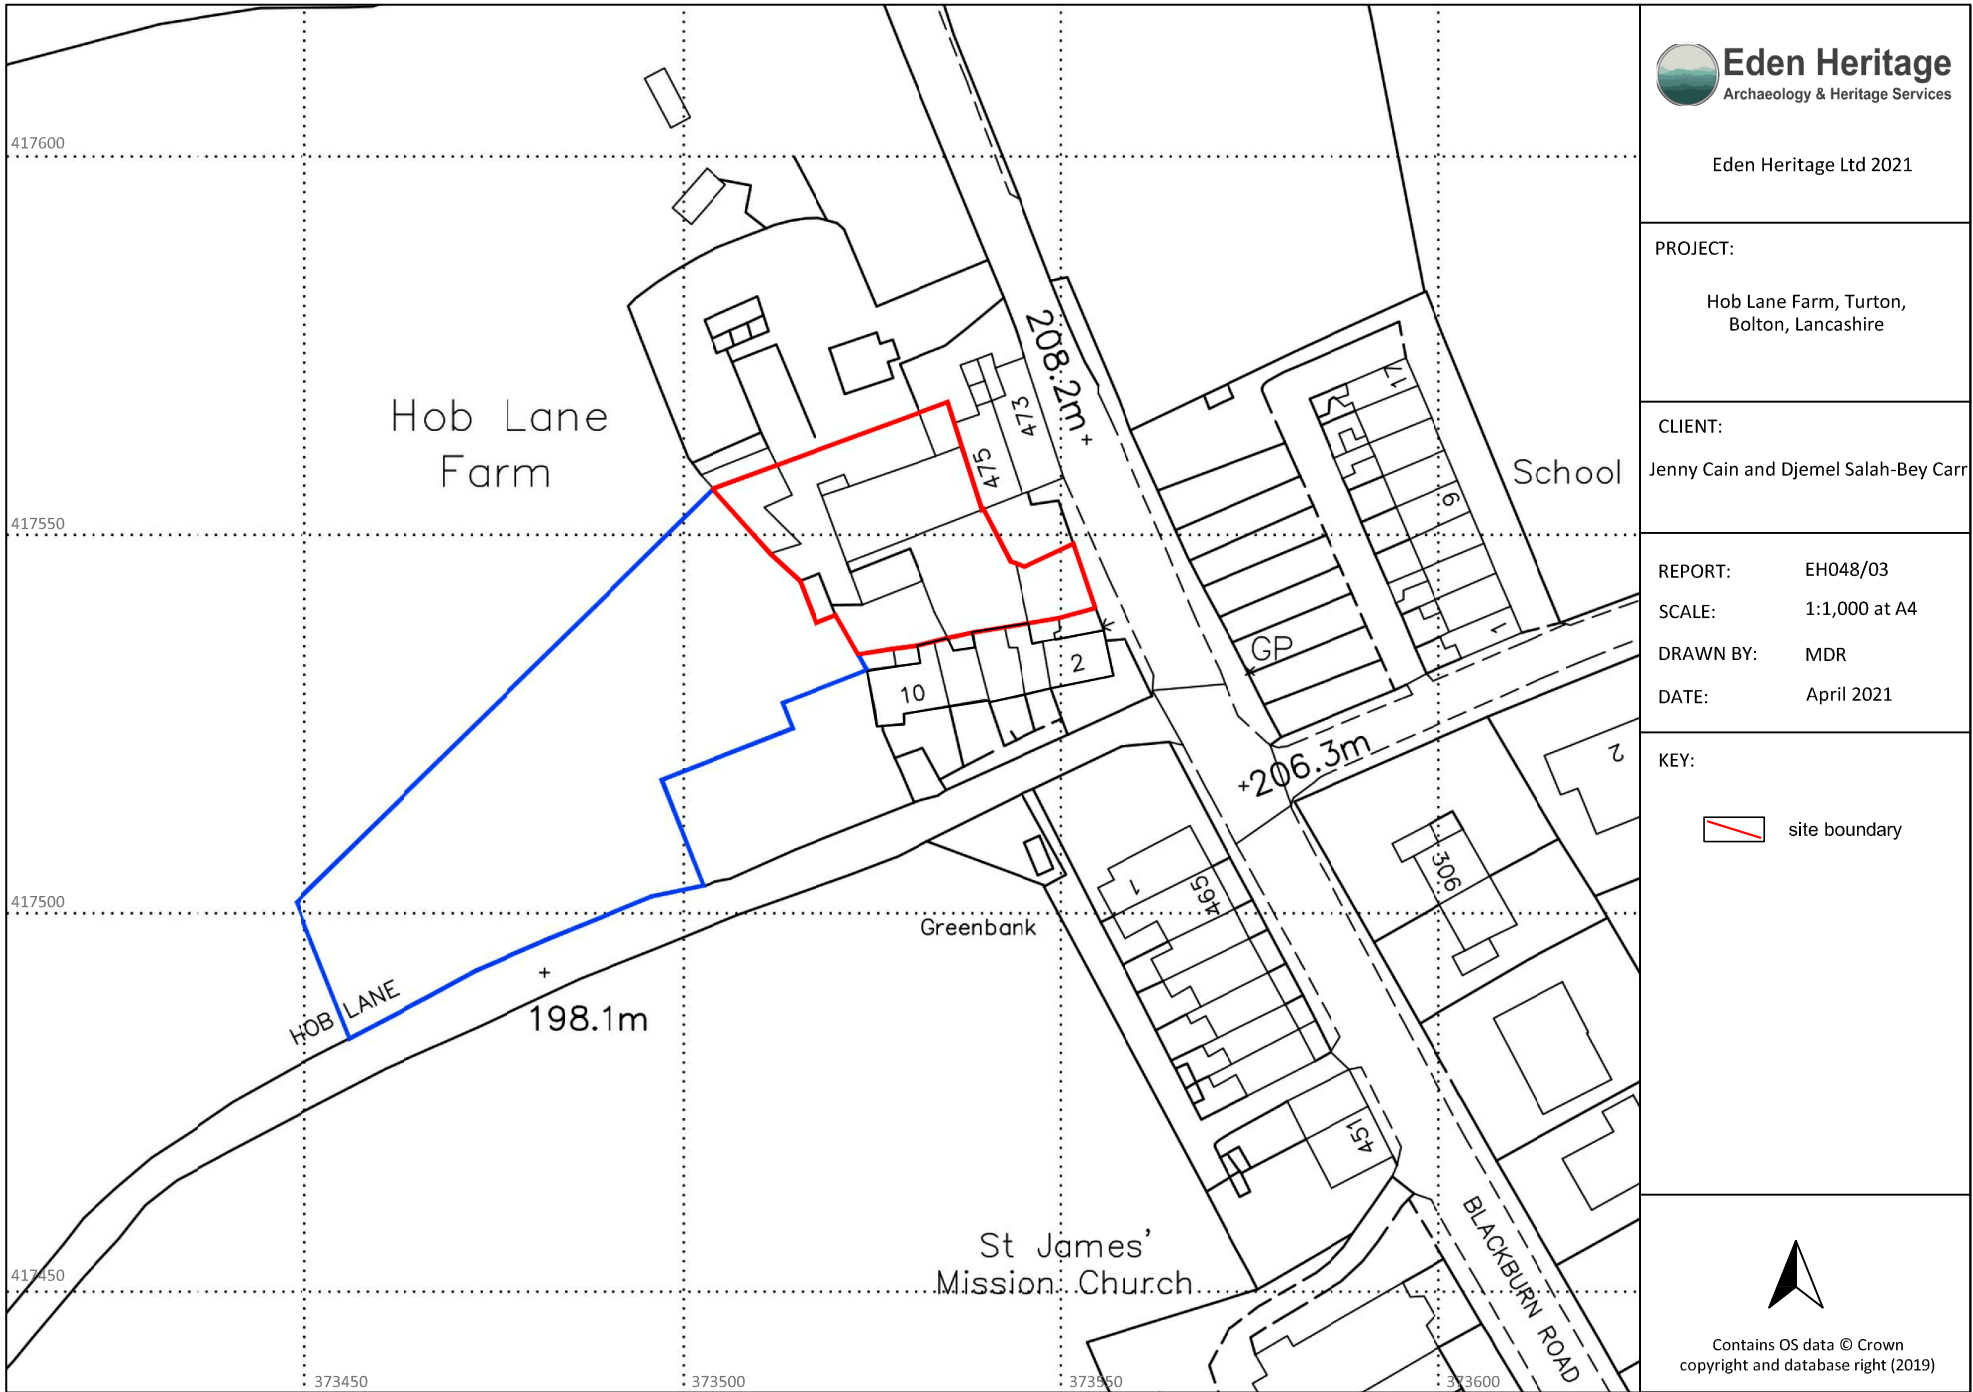 417600
417550
417500
417450
373450
373500
373550
373600
Hob Lane
Farm
208.2m
473
475
17
9
1
School
GP
2
10
206.3m
2
306
1
465
Greenbank
HOB LANE
198.1m
451
St James'
Mission Church
BLACKBURN ROAD
Eden Heritage
Archaeology & Heritage Services
Eden Heritage Ltd 2021
PROJECT:
Hob Lane Farm, Turton,
Bolton, Lancashire
CLIENT:
Jenny Cain and Djemel Salah-Bey Carr
REPORT: EH048/03
SCALE: 1:1,000 at A4
DRAWN BY: MDR
DATE: April 2021
KEY:
site boundary
Contains OS data © Crown
copyright and database right (2019)